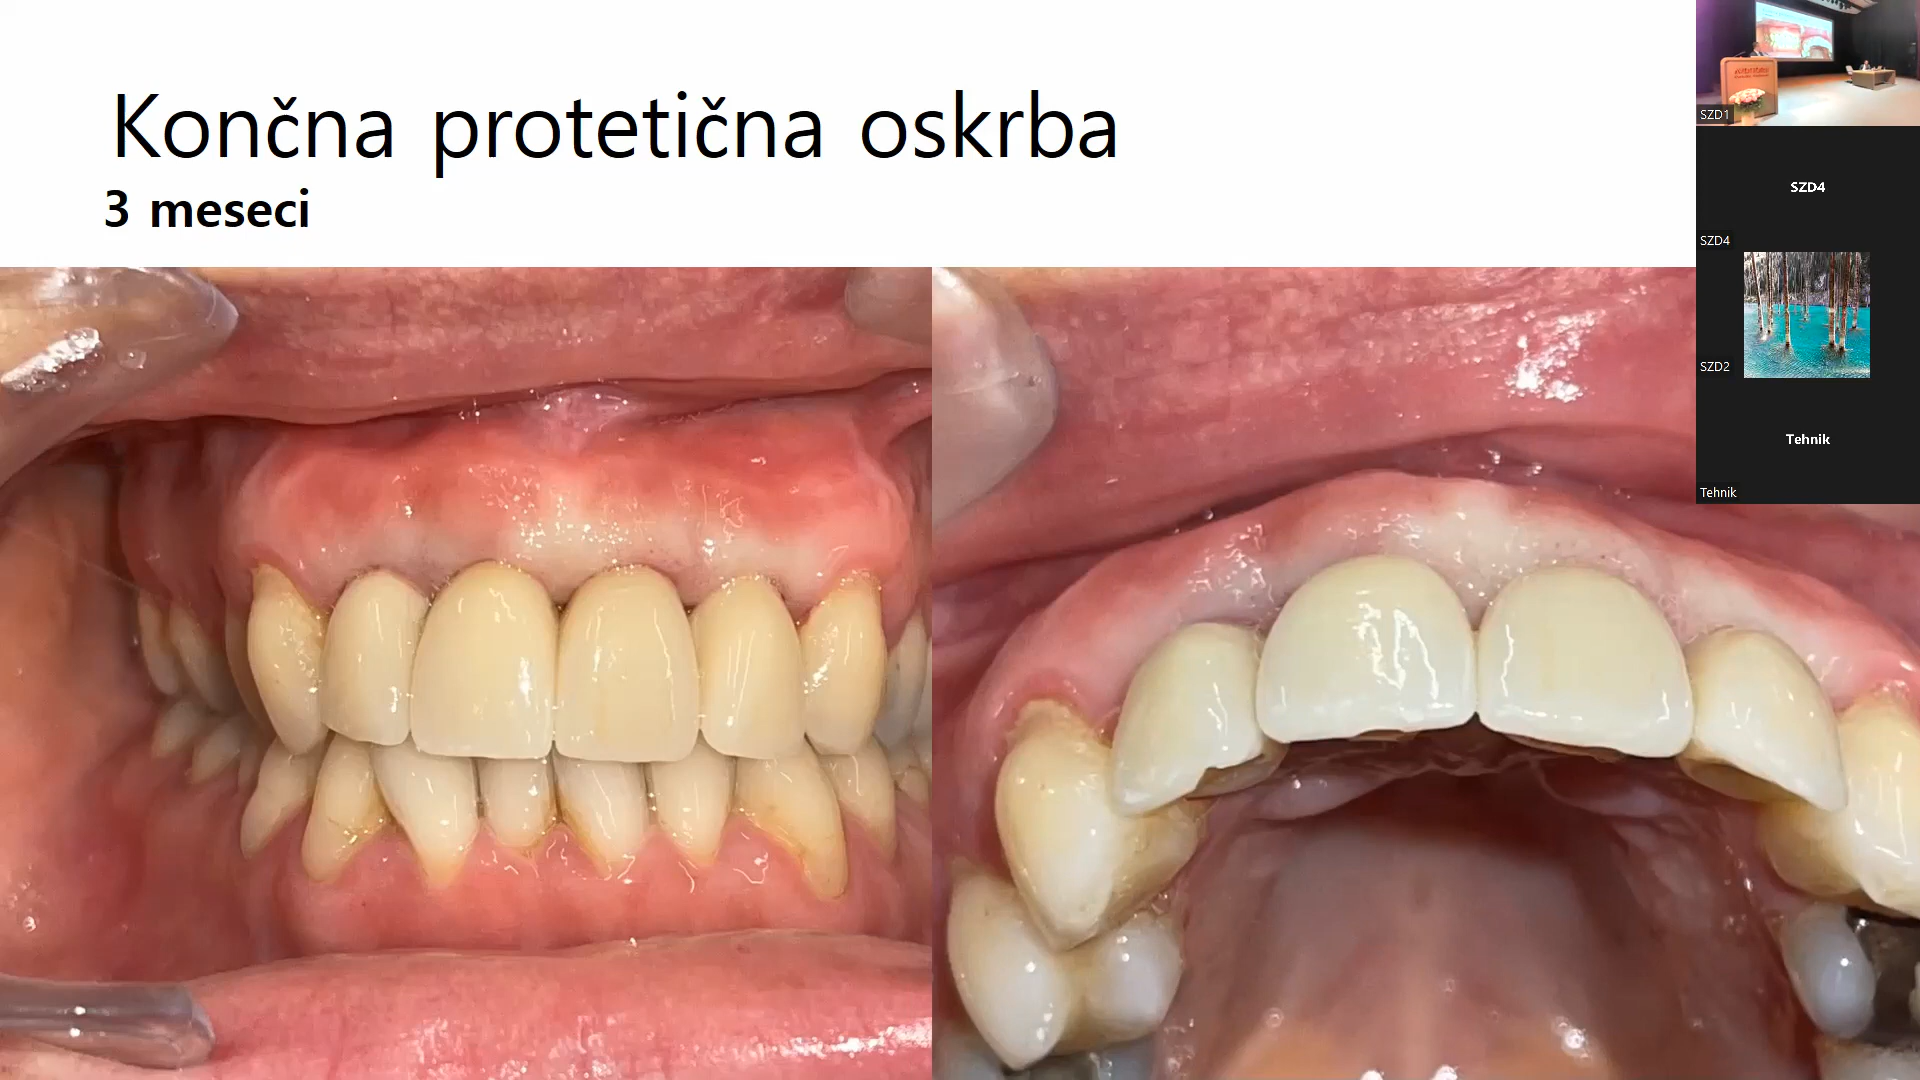 Končna protetična oskrba
3 meseci
SZD1
SZD4
SZD4
SZD2
Tehnik
Tehnik